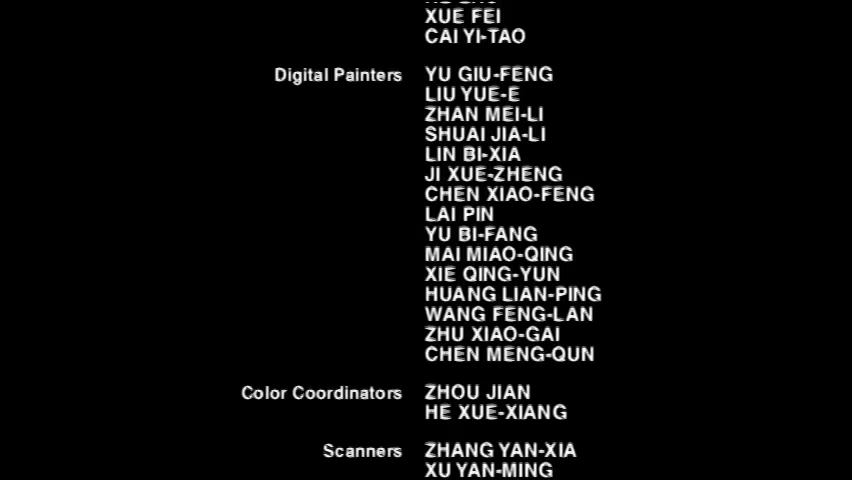 XUE FEI
CAI YI-TAO
Digital Painters YU GIU-FENG
LIU YUE-E
ZHAN MEI-LI
SHUAI JIA-LI
LIN BI-XIA
JI XUE-ZHENG
CHEN XIAO-FENG
LAI PIN
YU BI-FANG
MAI MIAO-QING
XIE QING-YUN
HUANG LIAN-PING
WANG FENG-LAN
ZHU XIAO-GAI
CHEN MENG-QUN
Color Coordinators ZHOU JIAN
HE XUE-XIANG
Scanners ZHANG YAN-XIA
XU YAN-MING